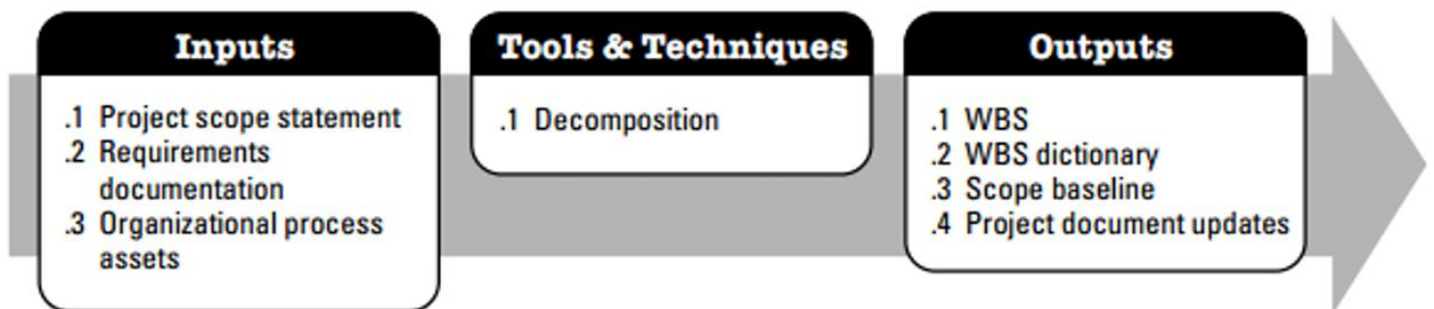 Inputs
.1 Project scope statement
.2 Requirements
documentation
.3 Organizational process
assets
Tools & Techniques
.1 Decomposition
Outputs
.1 WBS
.2 WBS dictionary
.3 Scope baseline
.4 Project document updates